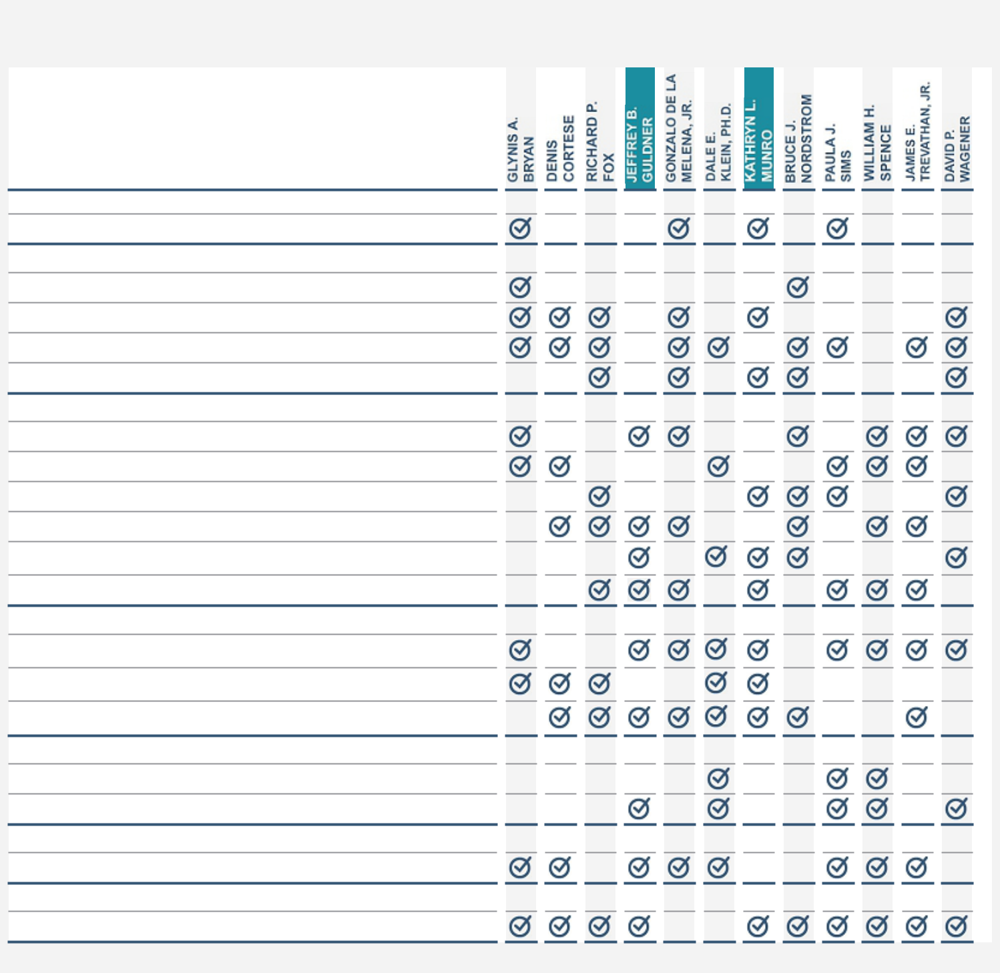 GLYNIS A.
BRYAN
DENIS
CORTESE
RICHARD P.
FOX
JEFFREY B.
GULDNER
GONZALO DE LA
MELENA, JR.
DALE E.
KLEIN, PH.D.
KATHRYN L.
MUNRO
BRUCE J.
NORDSTROM
PAULA J.
SIMS
WILLIAM H.
SPENCE
JAMES E.
TREVATHAN, JR.
DAVID P.
WAGENER